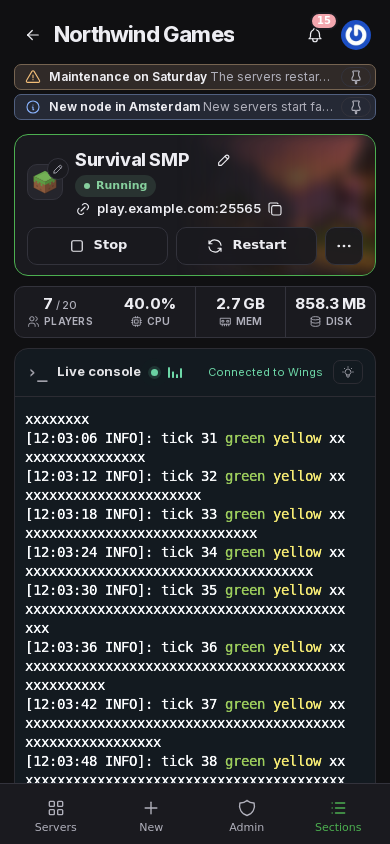 Northwind Games
15
Maintenance on Saturday The servers restar...
New node in Amsterdam New servers start fa...
Survival SMP
Running
play.example.com:25565
Stop
Restart
7 / 20
PLAYERS
40.0%
CPU
2.7 GB
MEM
858.3 MB
DISK
Live console
Connected to Wings
xxxxxxxx
[12:03:06 INFO]: tick 31 green yellow xx
xxxxxxxxxxxxxxx
[12:03:12 INFO]: tick 32 green yellow xx
xxxxxxxxxxxxxxxxxxxxxx
[12:03:18 INFO]: tick 33 green yellow xx
xxxxxxxxxxxxxxxxxxxxxxxxxxxxx
[12:03:24 INFO]: tick 34 green yellow xx
xxxxxxxxxxxxxxxxxxxxxxxxxxxxxxxxxxxx
[12:03:30 INFO]: tick 35 green yellow xx
xxxxxxxxxxxxxxxxxxxxxxxxxxxxxxxxxxxxxxxx
xxx
[12:03:36 INFO]: tick 36 green yellow xx
xxxxxxxxxxxxxxxxxxxxxxxxxxxxxxxxxxxxxxxx
xxxxxxxxxx
[12:03:42 INFO]: tick 37 green yellow xx
xxxxxxxxxxxxxxxxxxxxxxxxxxxxxxxxxxxxxxxx
xxxxxxxxxxxxxxxxx
[12:03:48 INFO]: tick 38 green yellow xx
xxxxxxxxxxxxxxxxxxxxxxxxxxxxxxxxxxxxxxxx
Servers
New
Admin
Sections